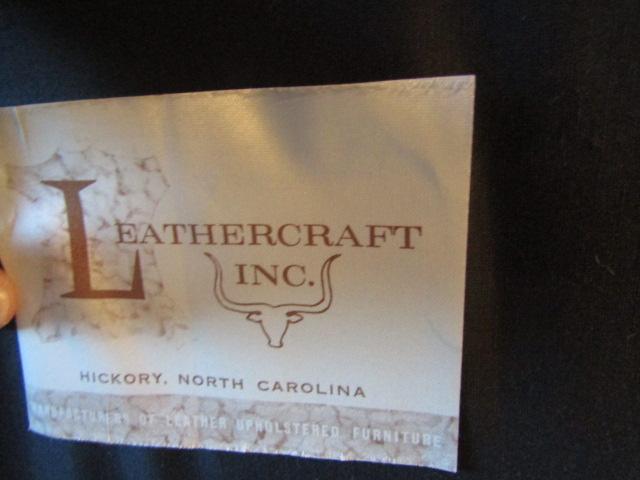 LEATHERCRAFT
INC.
HICKORY, NORTH CAROLINA
MANUFACTURERS OF LEATHER UPHOLSTERED FURNITURE